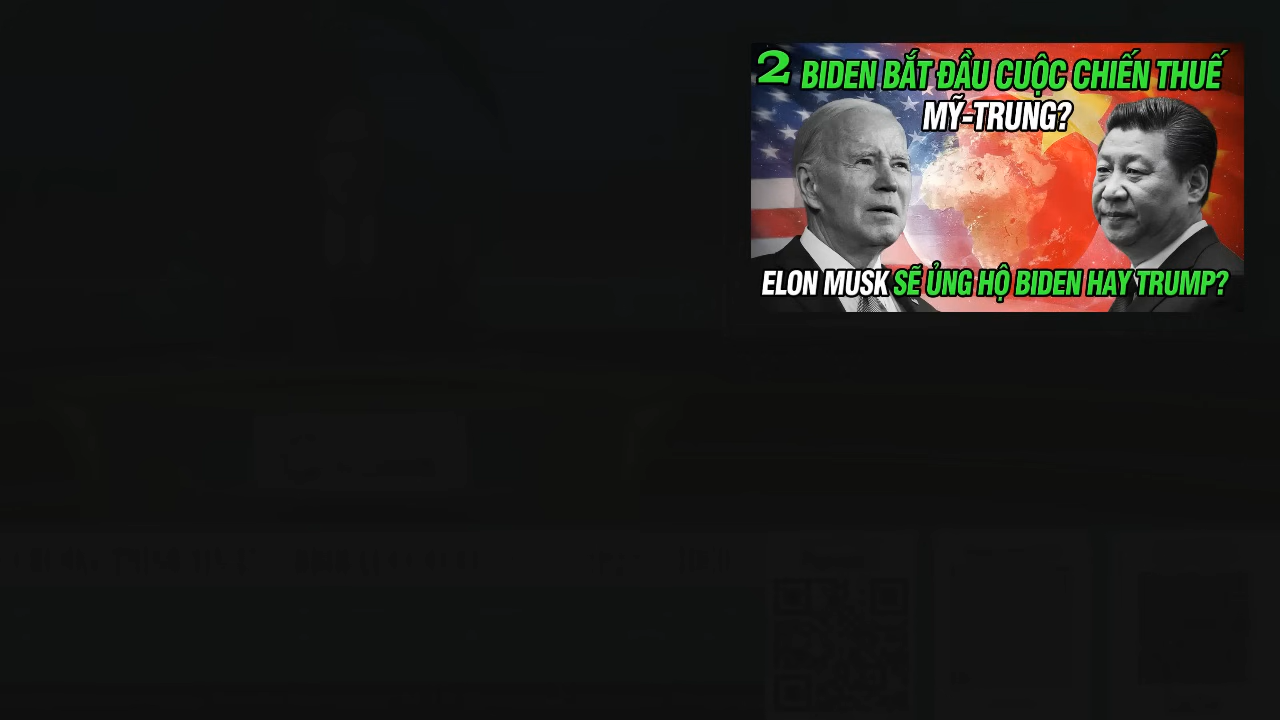 2 BIDEN BẮT ĐẦU CUỘC CHIẾN THUẾ
MỸ-TRUNG?
ELON MUSK SẼ ỦNG HỘ BIDEN HAY TRUMP?